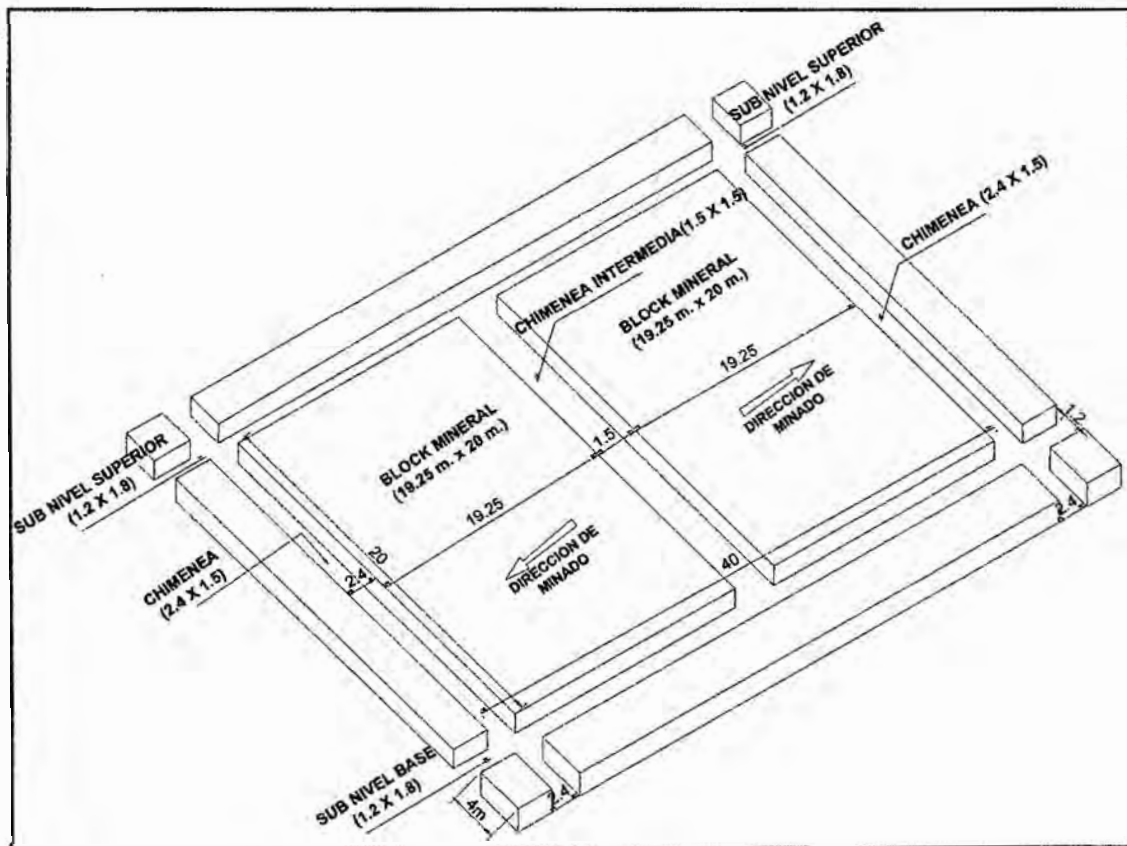 SUB NIVEL SUPERIOR
(1.2 X 1.8)
CHIMENEA (2.4 X 1.5)
CHIMENEA INTERMEDIA(1.5 X 1.5)
BLOCK MINERAL
(19.25 m. x 20 m.)
19.25
DIRECCION DE
MINADO
1.2
2.4
SUB NIVEL SUPERIOR
(1.2 X 1.8)
BLOCK MINERAL
(19.25 m. x 20 m.)
1.5
19.25
DIRECCION DE
MINADO
20
2.4
40
CHIMENEA
(2.4 X 1.5)
SUB NIVEL BASE
(1.2 X 1.8)
4m
2.4